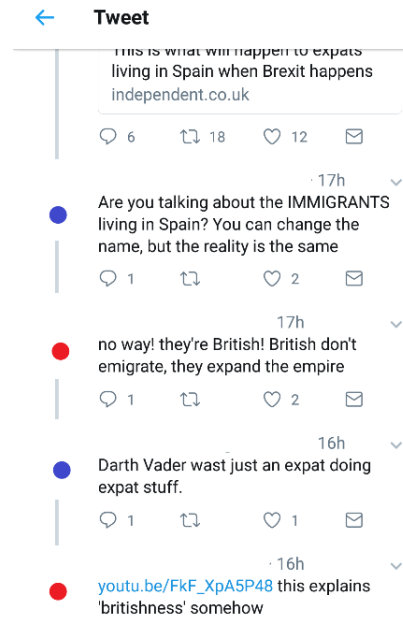 Tweet
This is what will happen to expats
living in Spain when Brexit happens
independent.co.uk
6 18 12
· 17h
Are you talking about the IMMIGRANTS
living in Spain? You can change the
name, but the reality is the same
1 2
17h
no way! they're British! British don't
emigrate, they expand the empire
1 2
16h
Darth Vader wast just an expat doing
expat stuff.
1 1
· 16h
youtu.be/FkF_XpA5P48 this explains
'britishness' somehow